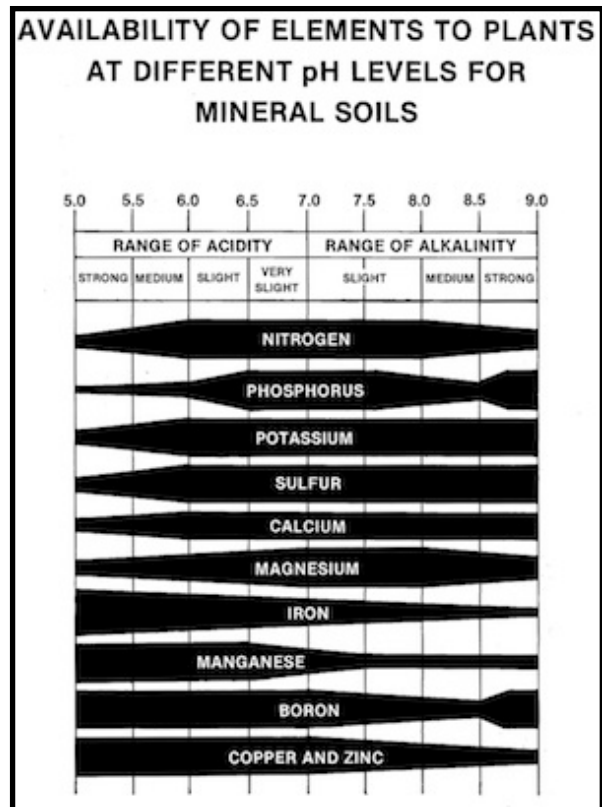 AVAILABILITY OF ELEMENTS TO PLANTS
AT DIFFERENT pH LEVELS FOR
MINERAL SOILS
5.0 5.5 6.0 6.5 7.0 7.5 8.0 8.5 9.0
RANGE OF ACIDITY RANGE OF ALKALINITY
STRONG MEDIUM SLIGHT VERY SLIGHT SLIGHT MEDIUM STRONG
NITROGEN
PHOSPHORUS
POTASSIUM
SULFUR
CALCIUM
MAGNESIUM
IRON
MANGANESE
BORON
COPPER AND ZINC